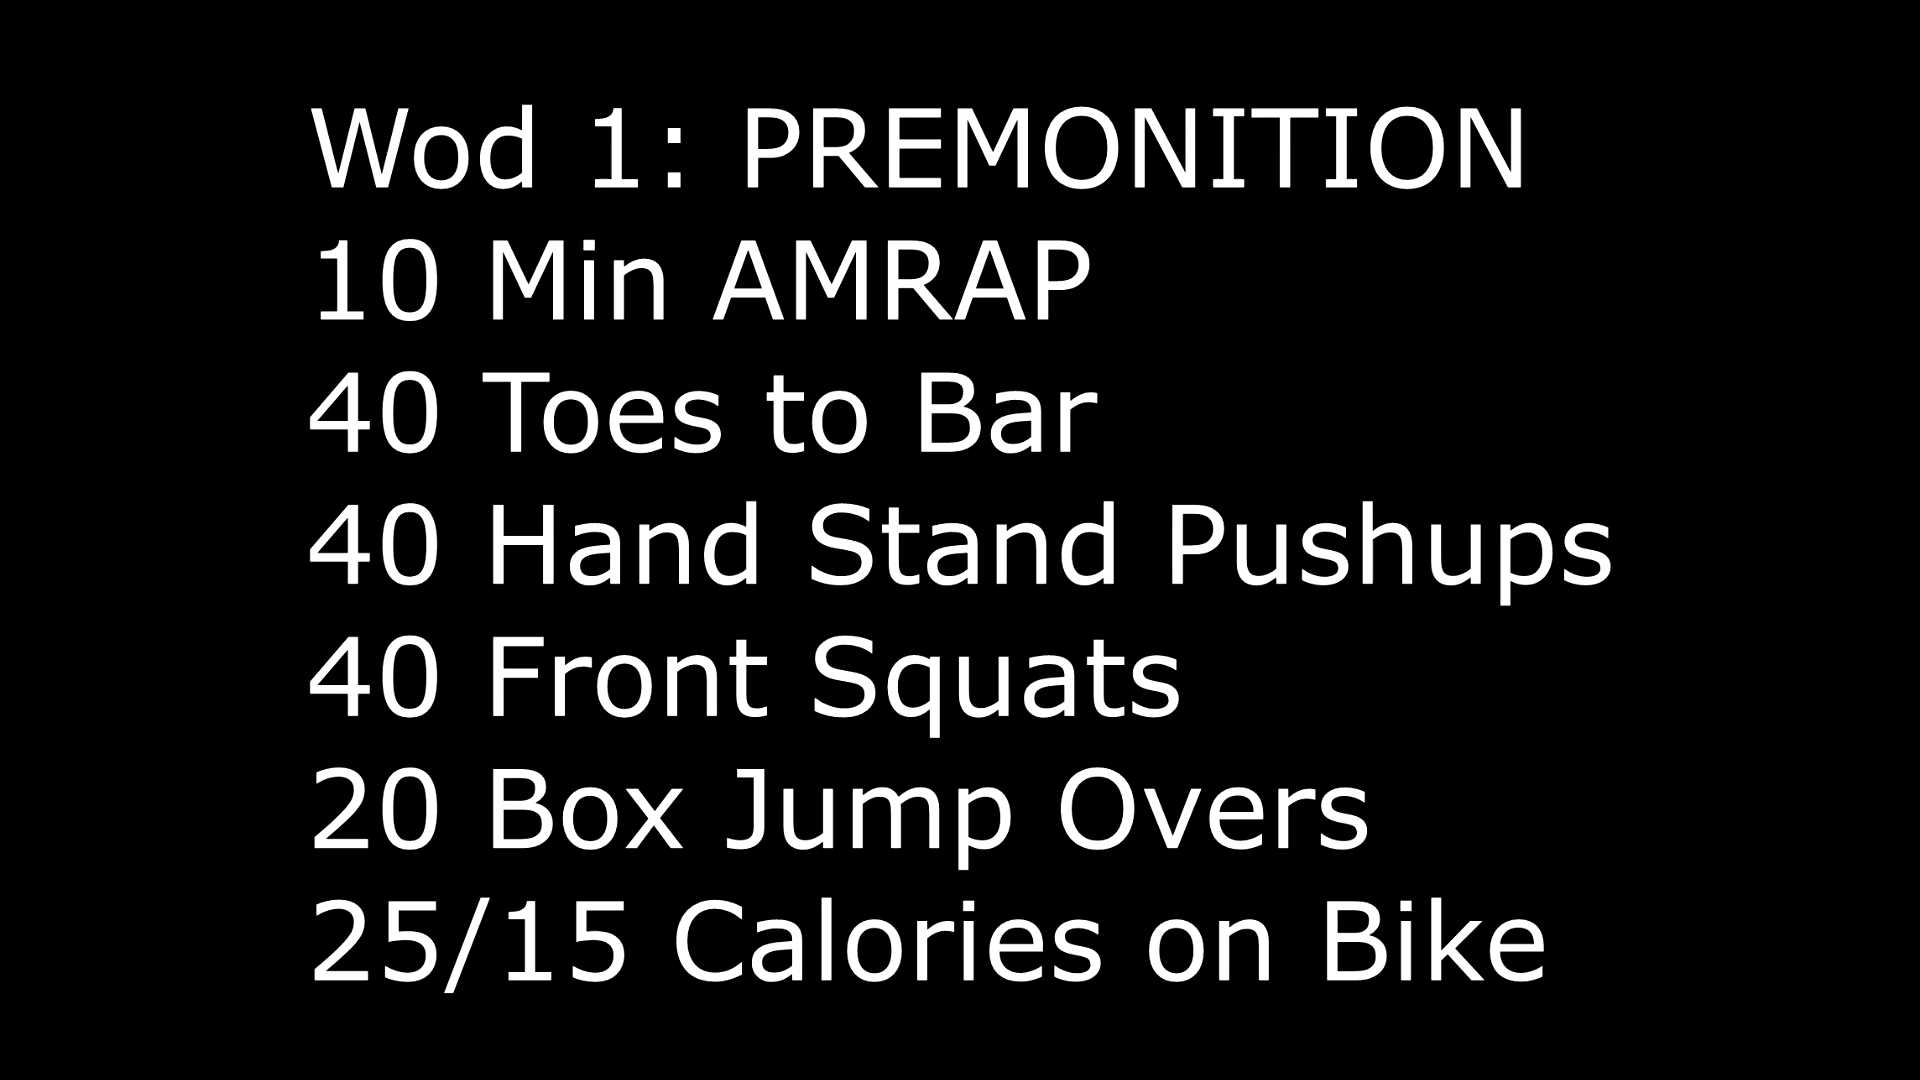 Wod 1: PREMONITION
10 Min AMRAP
40 Toes to Bar
40 Hand Stand Pushups
40 Front Squats
20 Box Jump Overs
25/15 Calories on Bike